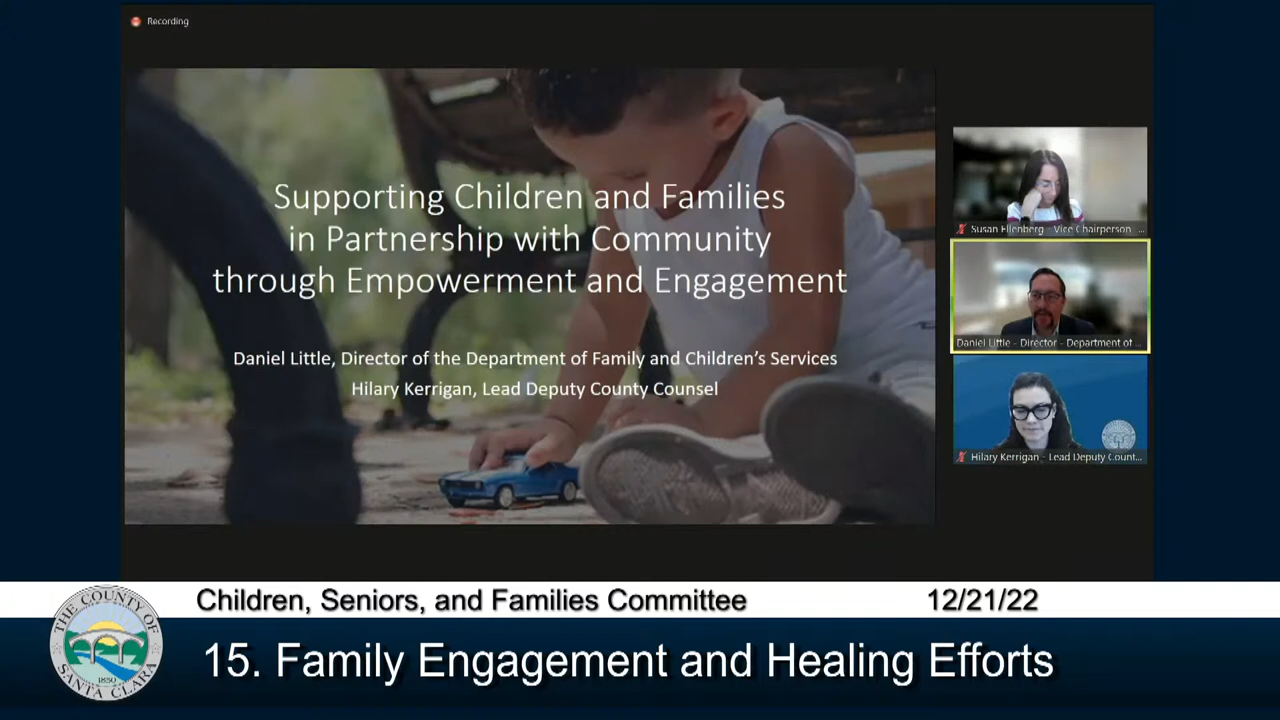 Recording
Supporting Children and Families
in Partnership with Community
through Empowerment and Engagement
Daniel Little, Director of the Department of Family and Children's Services
Hilary Kerrigan, Lead Deputy County Counsel
Susan Ellenberg - Vice Chairperson ...
Daniel Little - Director - Department of ...
Hilary Kerrigan - Lead Deputy Count...
Children, Seniors, and Families Committee
12/21/22
15. Family Engagement and Healing Efforts
THE COUNTY OF
SANTA CLARA
1850